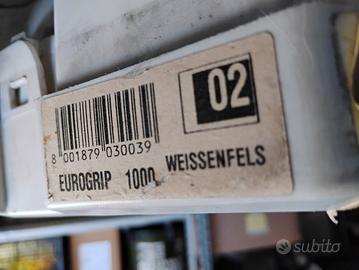 02
8 001879 030039
EUROGRIP 1000 WEISSENFELS
subito